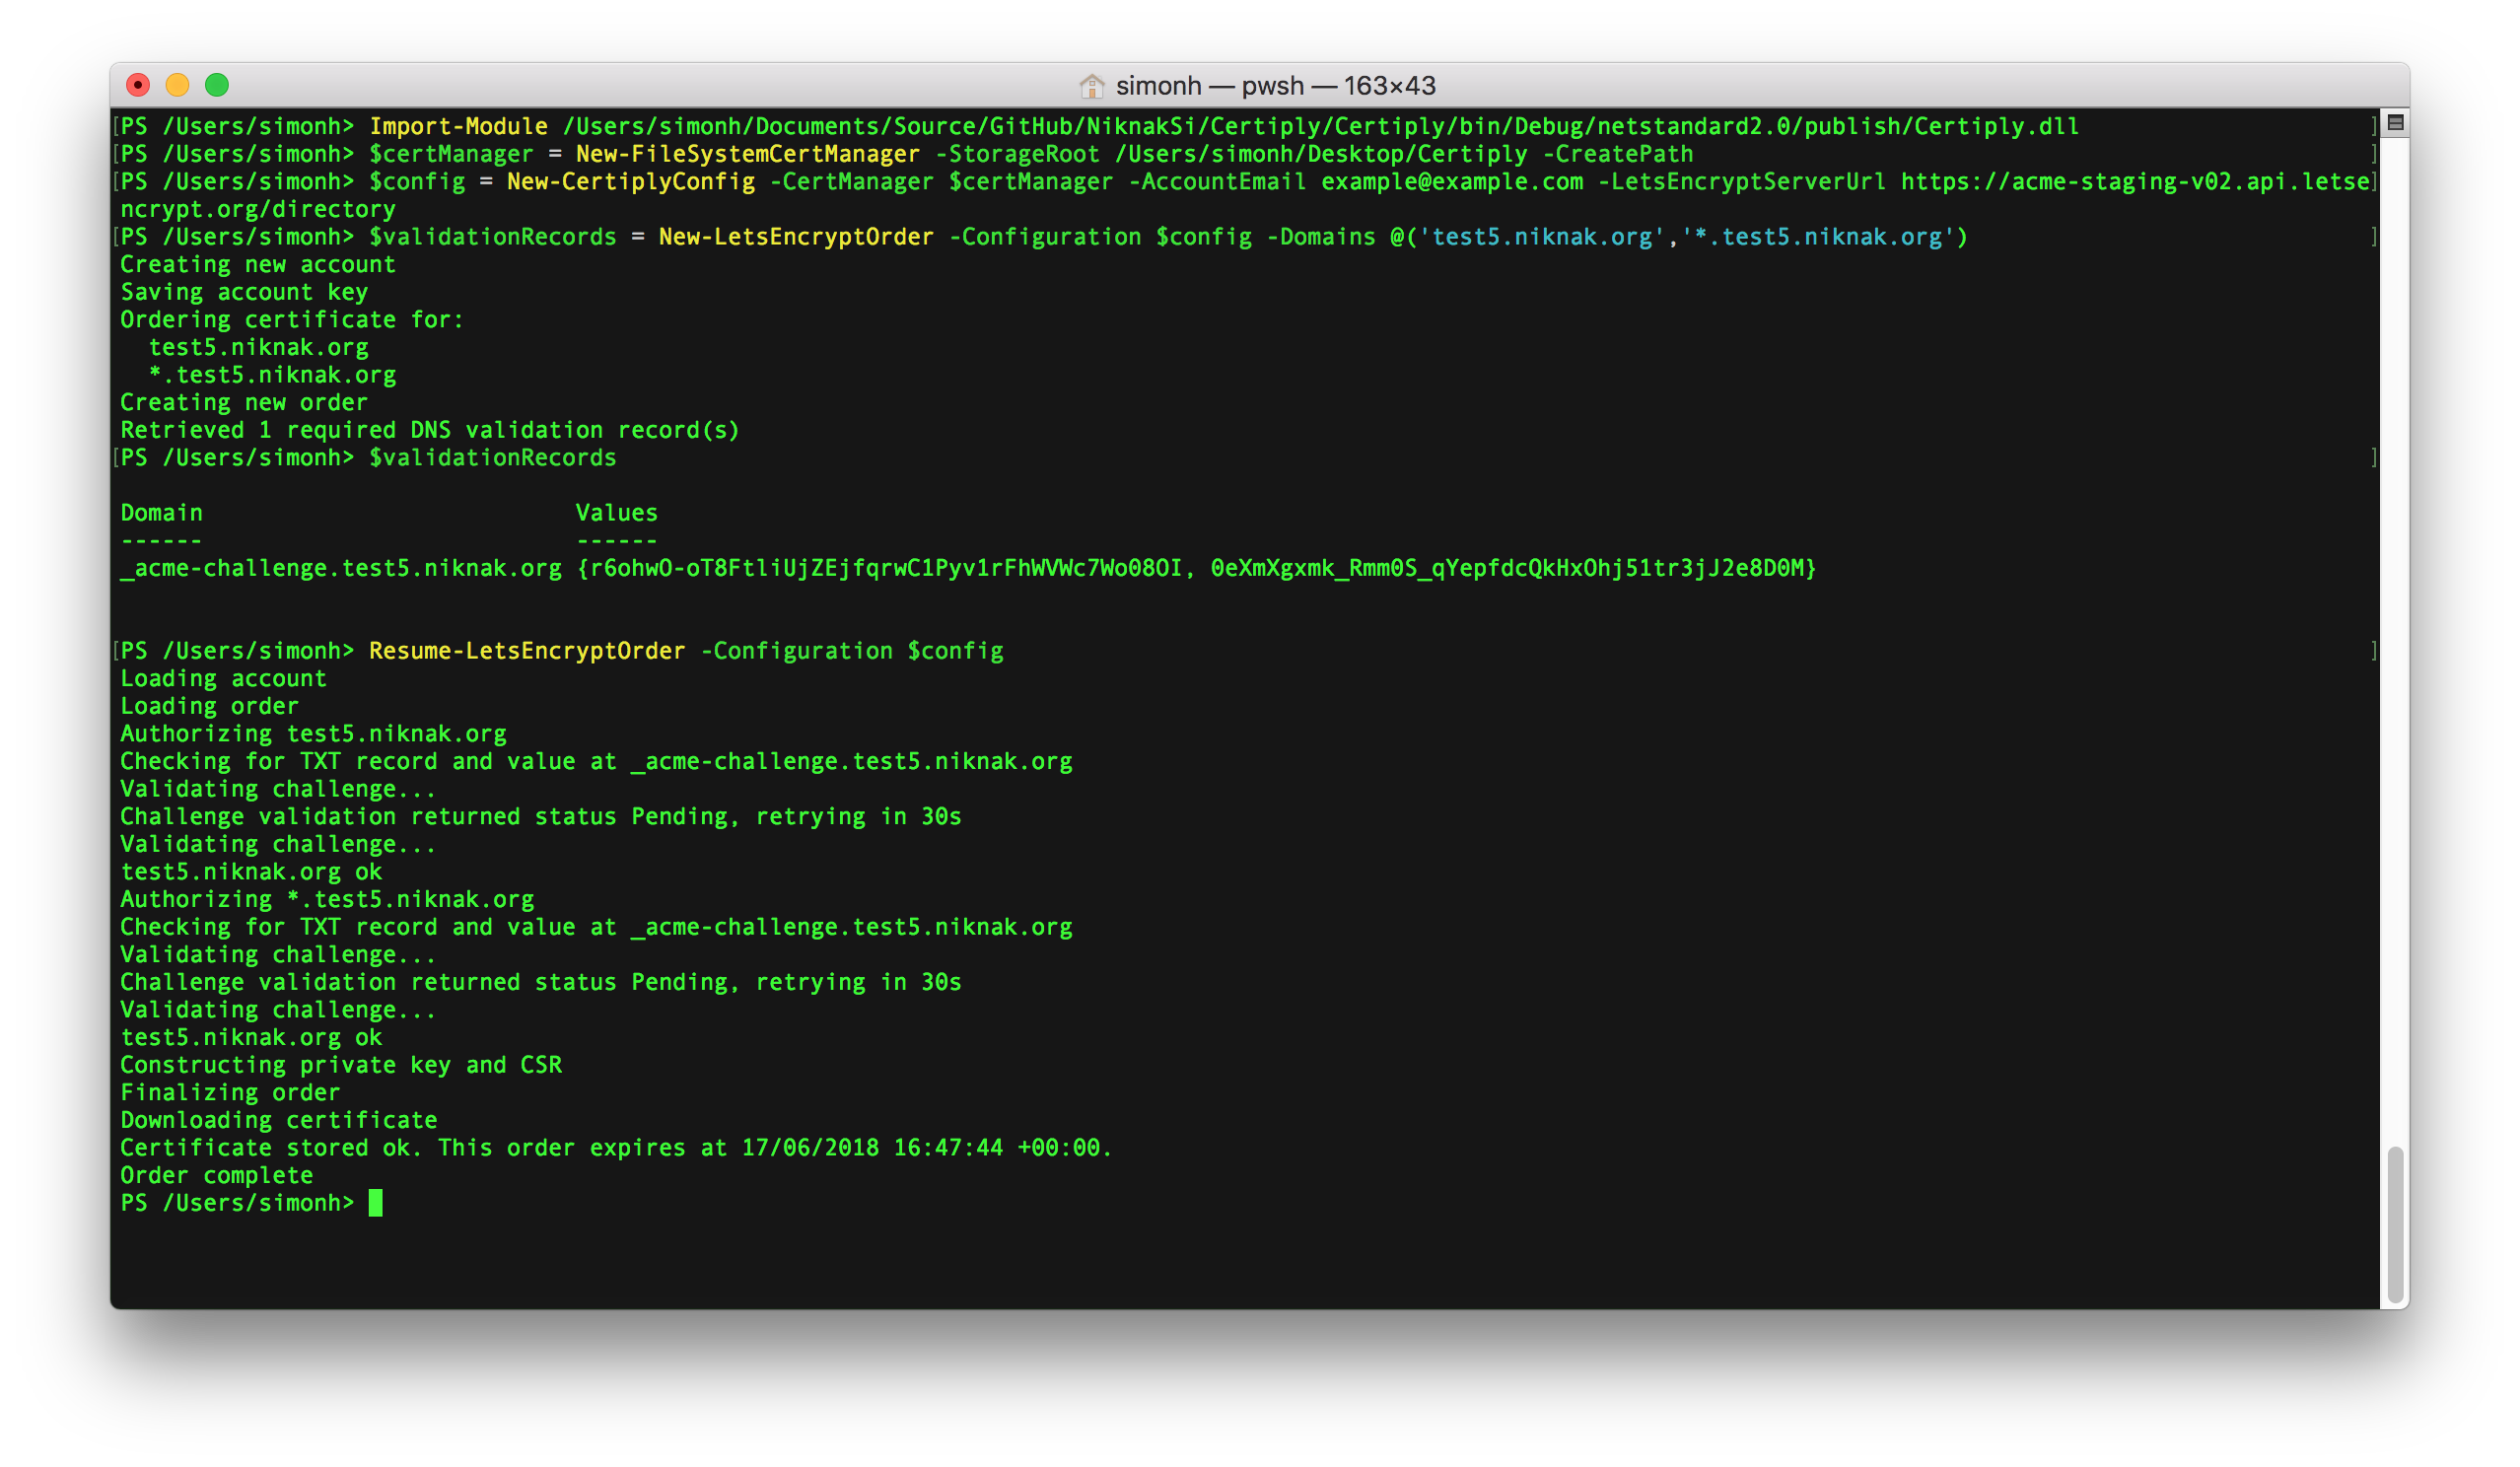 simonh — pwsh — 163×43
[PS /Users/simonh> Import-Module /Users/simonh/Documents/Source/GitHub/NiknakSi/Certiply/Certiply/bin/Debug/netstandard2.0/publish/Certiply.dll ]
[PS /Users/simonh> $certManager = New-FileSystemCertManager -StorageRoot /Users/simonh/Desktop/Certiply -CreatePath ]
[PS /Users/simonh> $config = New-CertiplyConfig -CertManager $certManager -AccountEmail example@example.com -LetsEncryptServerUrl https://acme-staging-v02.api.letse]
ncrypt.org/directory
[PS /Users/simonh> $validationRecords = New-LetsEncryptOrder -Configuration $config -Domains @('test5.niknak.org','*.test5.niknak.org') ]
Creating new account
Saving account key
Ordering certificate for:
  test5.niknak.org
  *.test5.niknak.org
Creating new order
Retrieved 1 required DNS validation record(s)
[PS /Users/simonh> $validationRecords ]
Domain Values
------ ------
_acme-challenge.test5.niknak.org {r6ohwO-oT8FtliUjZEjfqrwC1Pyv1rFhWVWc7Wo08OI, 0eXmXgxmk_Rmm0S_qYepfdcQkHxOhj51tr3jJ2e8D0M}
[PS /Users/simonh> Resume-LetsEncryptOrder -Configuration $config ]
Loading account
Loading order
Authorizing test5.niknak.org
Checking for TXT record and value at _acme-challenge.test5.niknak.org
Validating challenge...
Challenge validation returned status Pending, retrying in 30s
Validating challenge...
test5.niknak.org ok
Authorizing *.test5.niknak.org
Checking for TXT record and value at _acme-challenge.test5.niknak.org
Validating challenge...
Challenge validation returned status Pending, retrying in 30s
Validating challenge...
test5.niknak.org ok
Constructing private key and CSR
Finalizing order
Downloading certificate
Certificate stored ok. This order expires at 17/06/2018 16:47:44 +00:00.
Order complete
PS /Users/simonh>